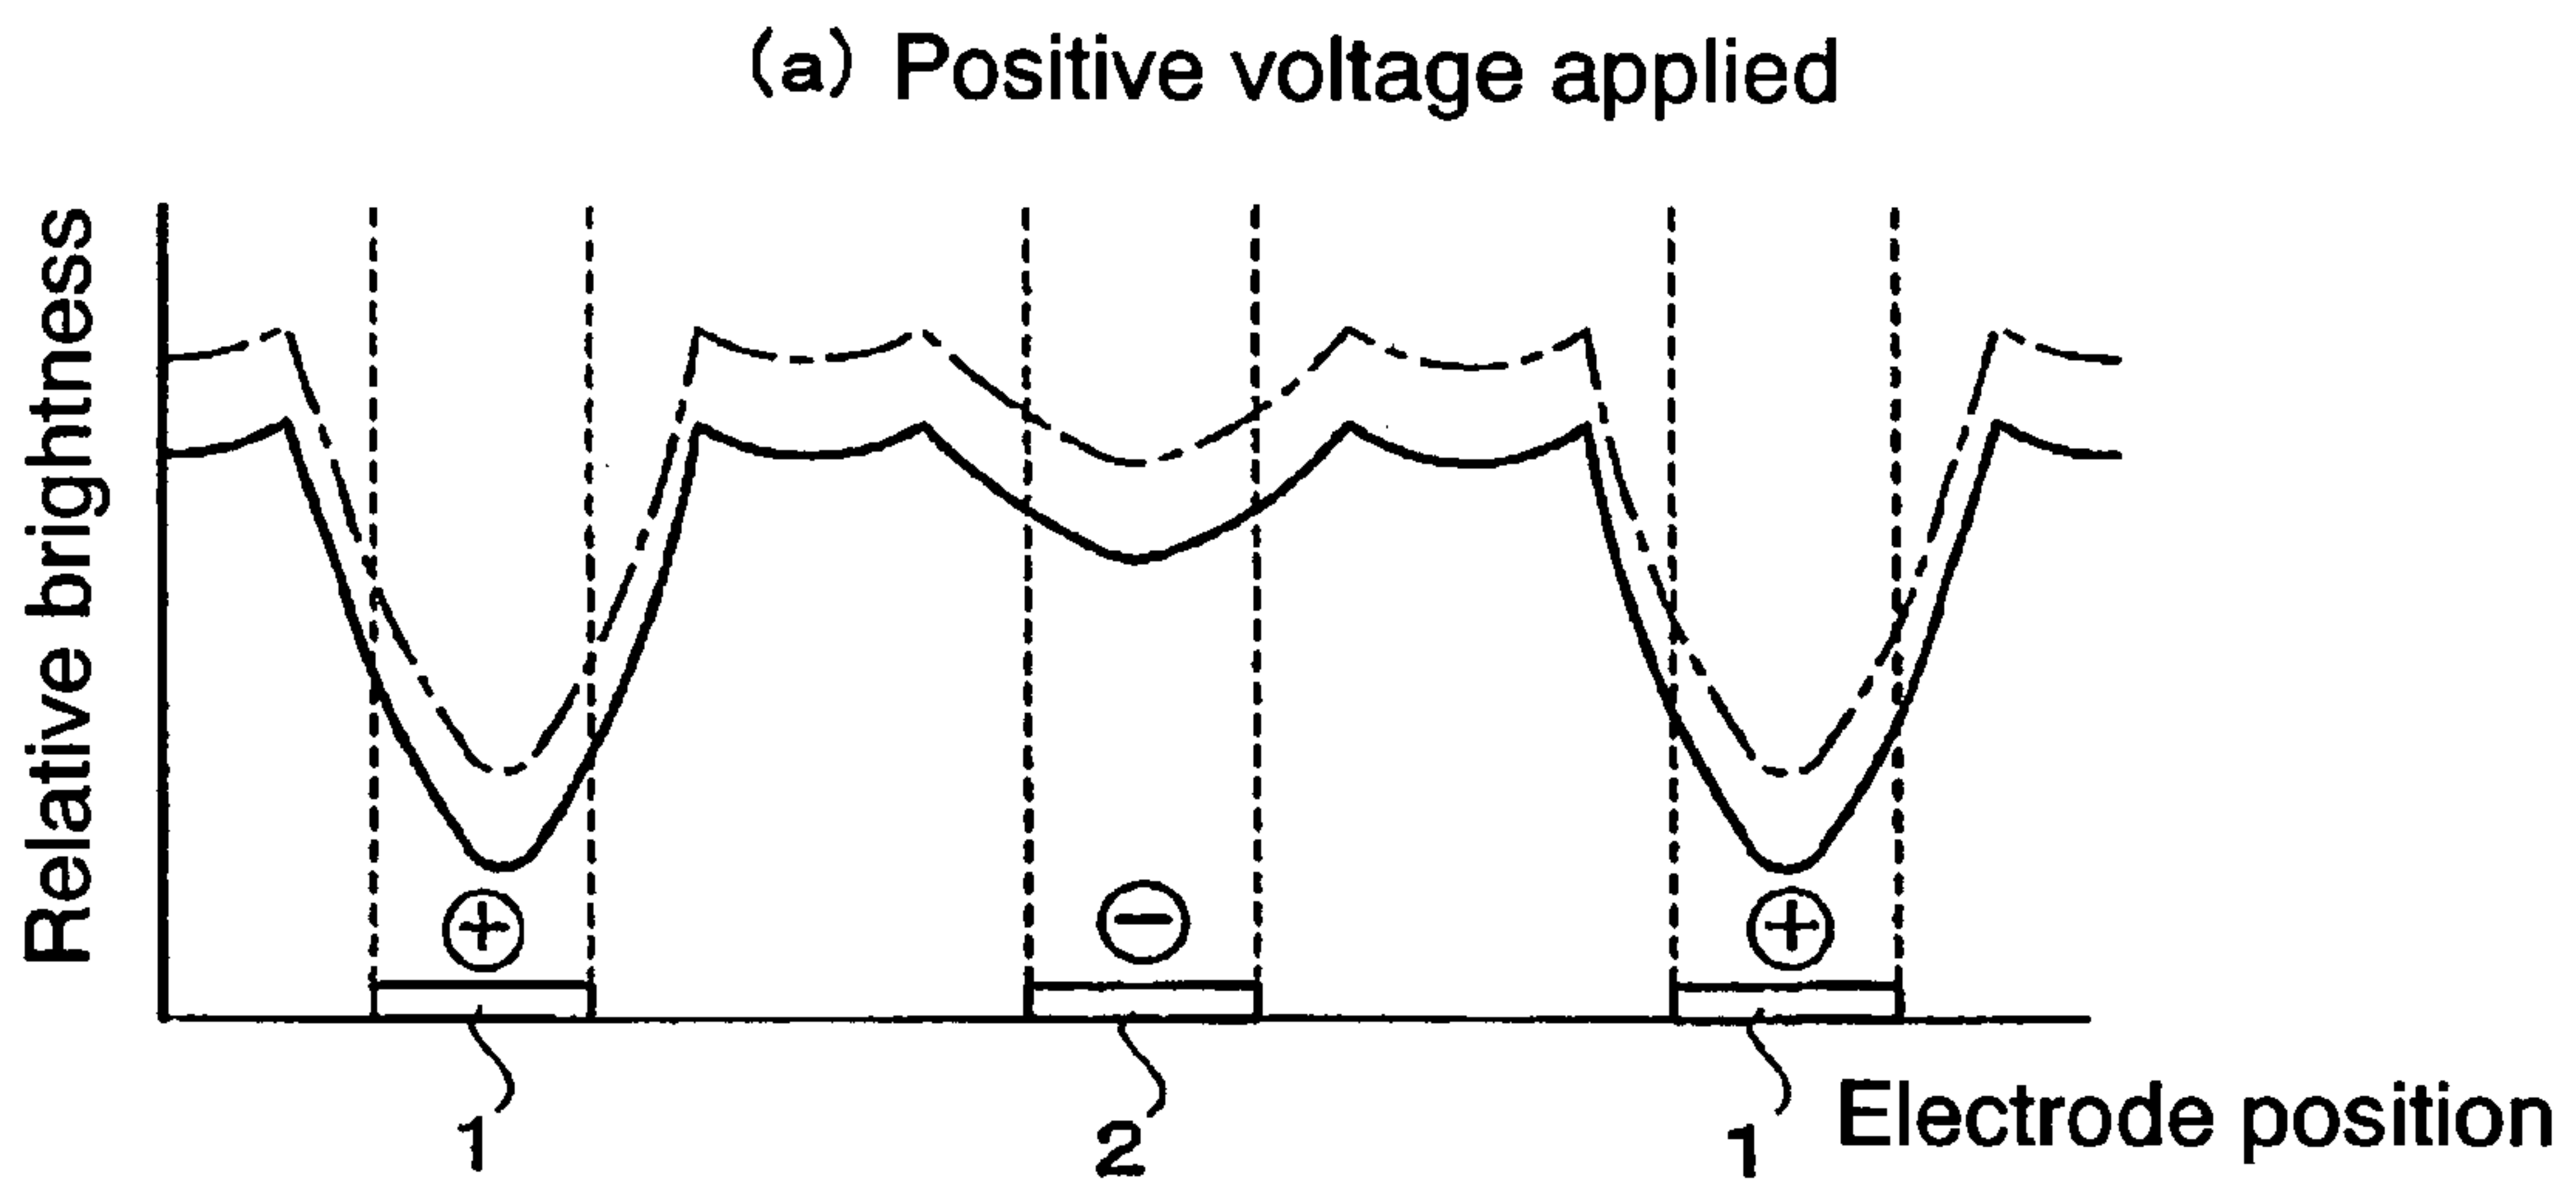 (a) Positive voltage applied
Relative brightness
⊕ ⊖ ⊕
1 2 1
Electrode position